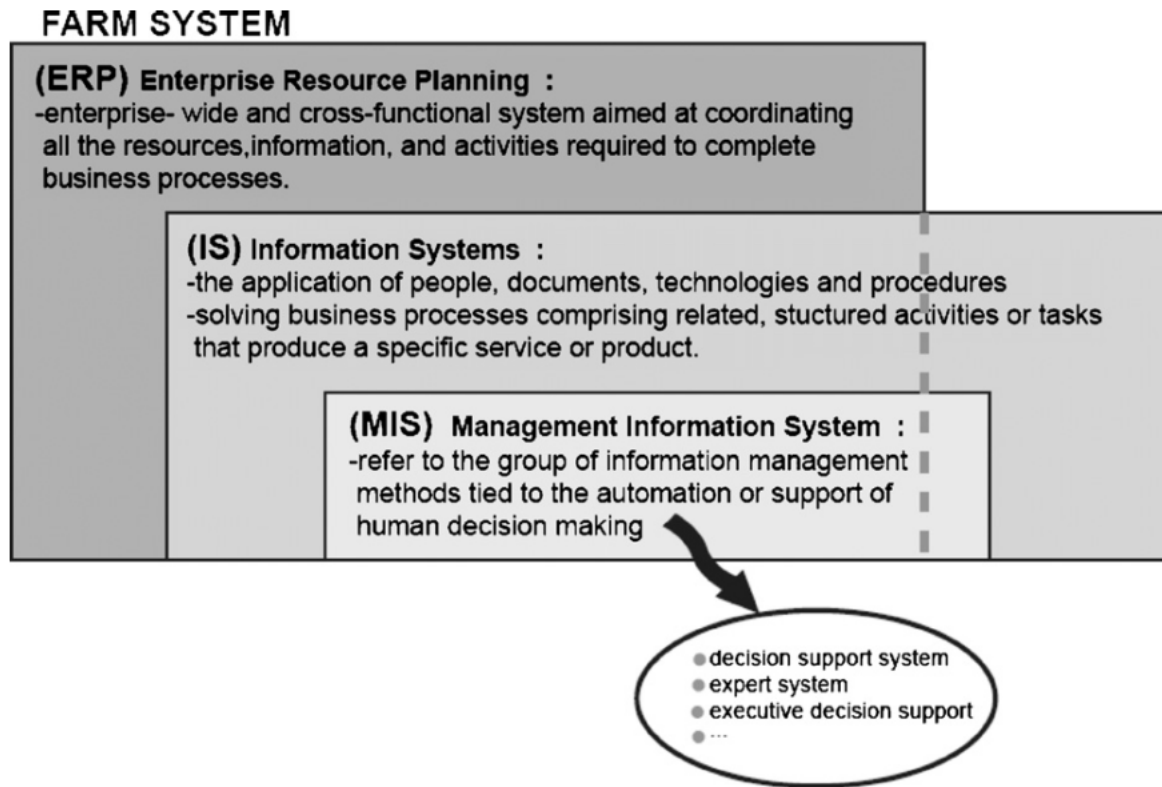 FARM SYSTEM
(ERP) Enterprise Resource Planning :
-enterprise- wide and cross-functional system aimed at coordinating
all the resources,information, and activities required to complete
business processes.
(IS) Information Systems :
-the application of people, documents, technologies and procedures
-solving business processes comprising related, stuctured activities or tasks
that produce a specific service or product.
(MIS) Management Information System :
-refer to the group of information management
methods tied to the automation or support of
human decision making
decision support system
expert system
executive decision support
...